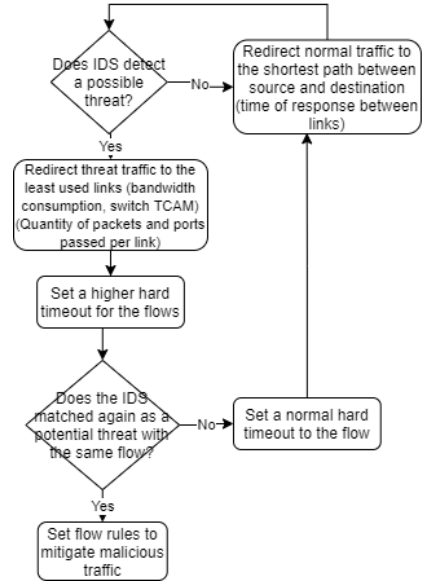 Does IDS detect
a possible
threat?
No
Redirect normal traffic to
the shortest path between
source and destination
(time of response between
links)
Yes
Redirect threat traffic to the
least used links (bandwidth
consumption, switch TCAM)
(Quantity of packets and ports
passed per link)
Set a higher hard
timeout for the flows
Does the IDS
matched again as a
potential threat with
the same flow?
No
Set a normal hard
timeout to the flow
Yes
Set flow rules to
mitigate malicious
traffic